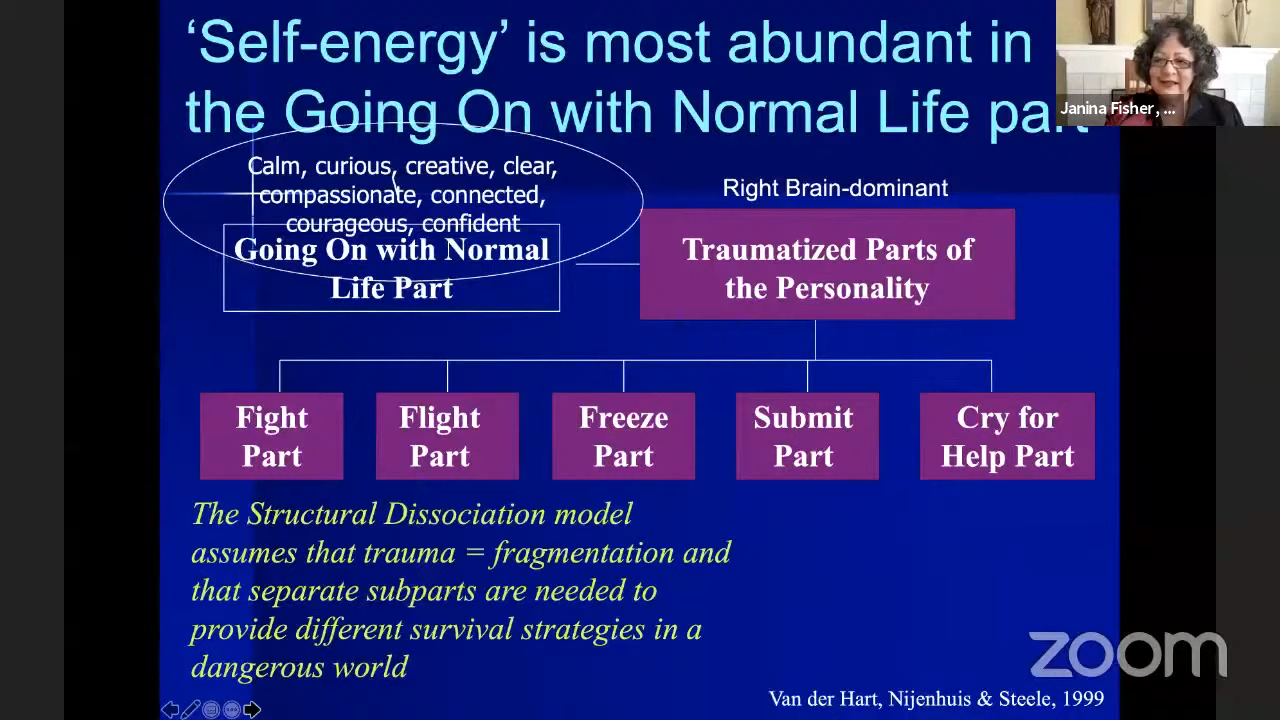 ‘Self-energy’ is most abundant in
the Going On with Normal Life part
Janina Fisher, ...
Calm, curious, creative, clear,
compassionate, connected,
courageous, confident
Right Brain-dominant
Going On with Normal
Life Part
Traumatized Parts of
the Personality
Fight
Part
Flight
Part
Freeze
Part
Submit
Part
Cry for
Help Part
The Structural Dissociation model
assumes that trauma = fragmentation and
that separate subparts are needed to
provide different survival strategies in a
dangerous world
zoom
Van der Hart, Nijenhuis & Steele, 1999